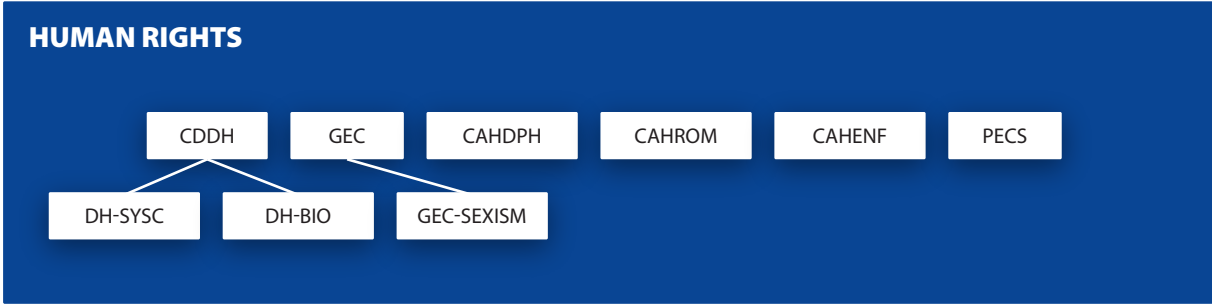 HUMAN RIGHTS
CDDH GEC CAHDPH CAHROM CAHENF PECS
DH-SYSC DH-BIO GEC-SEXISM